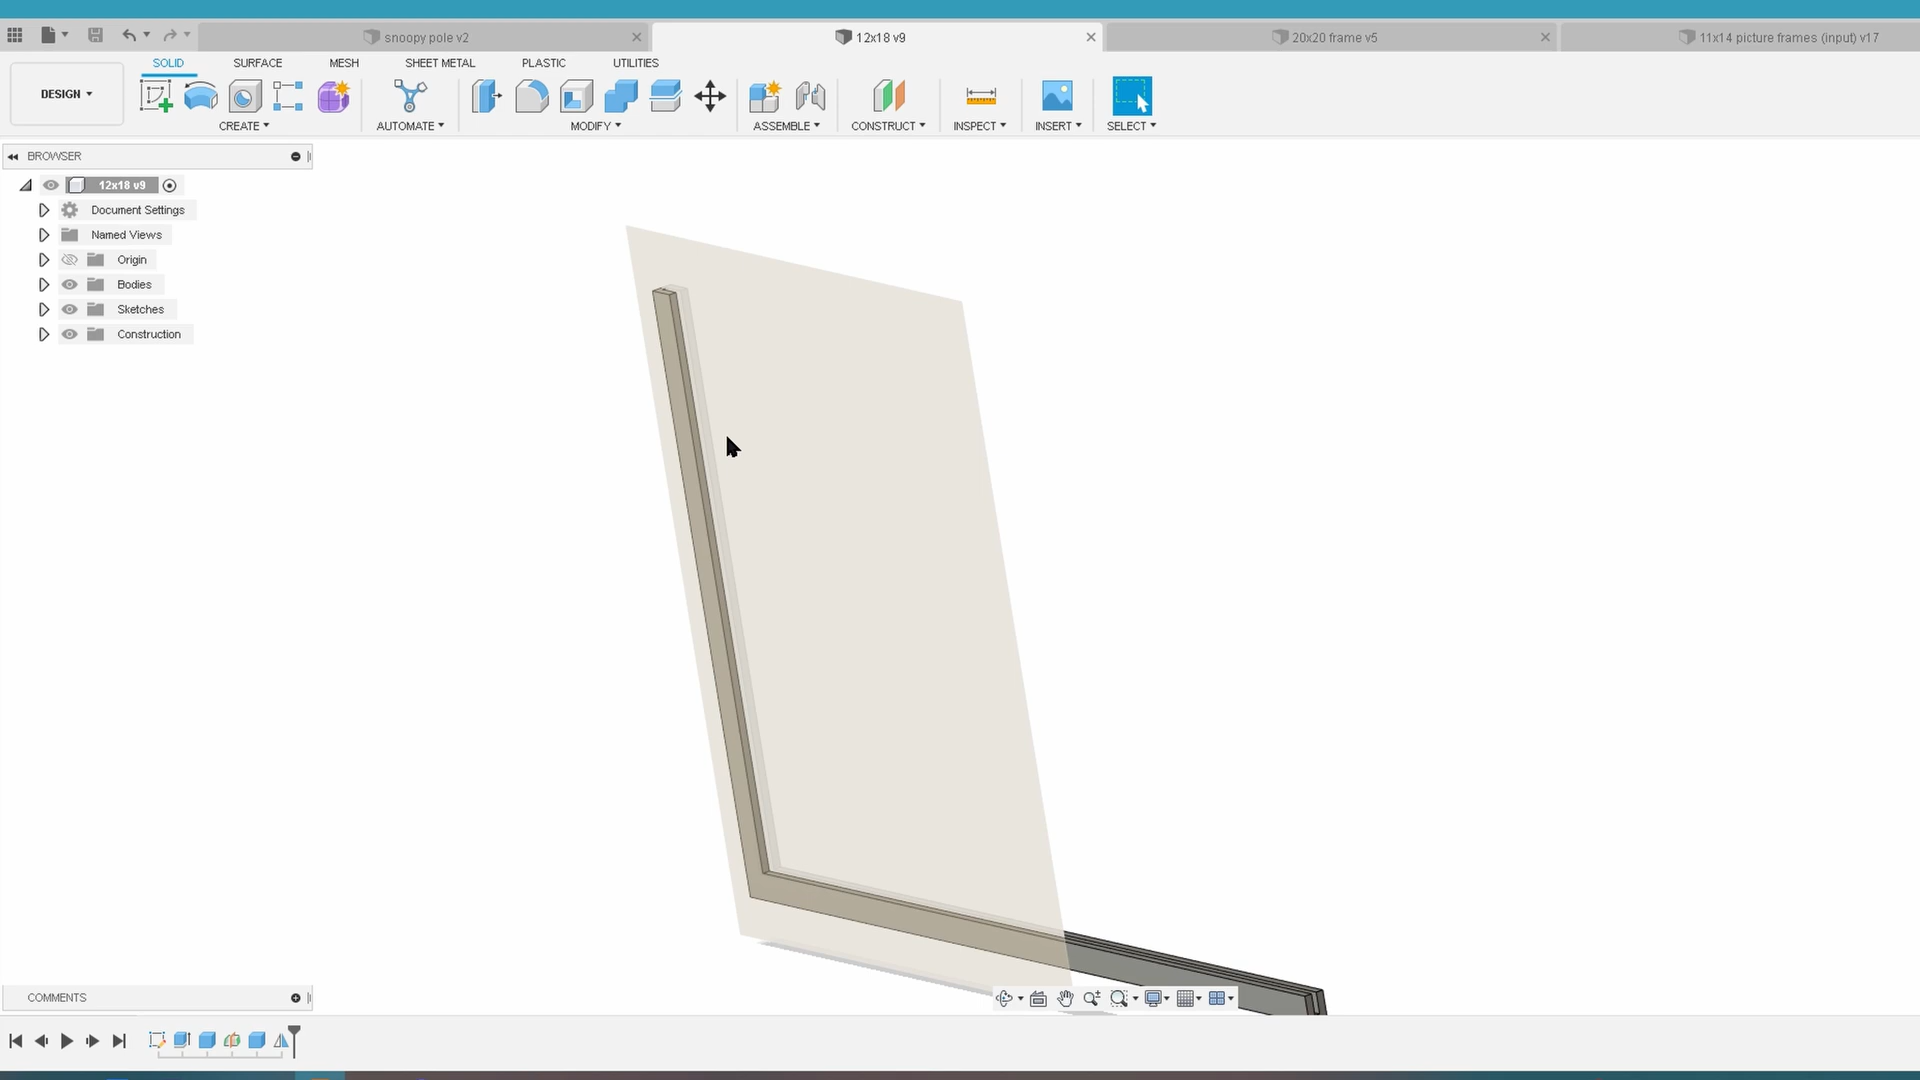 snoopy pole v2
12x18 v9
20x20 frame v5
11x14 picture frames (input) v17
SOLID SURFACE MESH SHEET METAL PLASTIC UTILITIES
DESIGN
CREATE AUTOMATE MODIFY ASSEMBLE CONSTRUCT INSPECT INSERT SELECT
BROWSER
12x18 v9
Document Settings
Named Views
Origin
Bodies
Sketches
Construction
COMMENTS